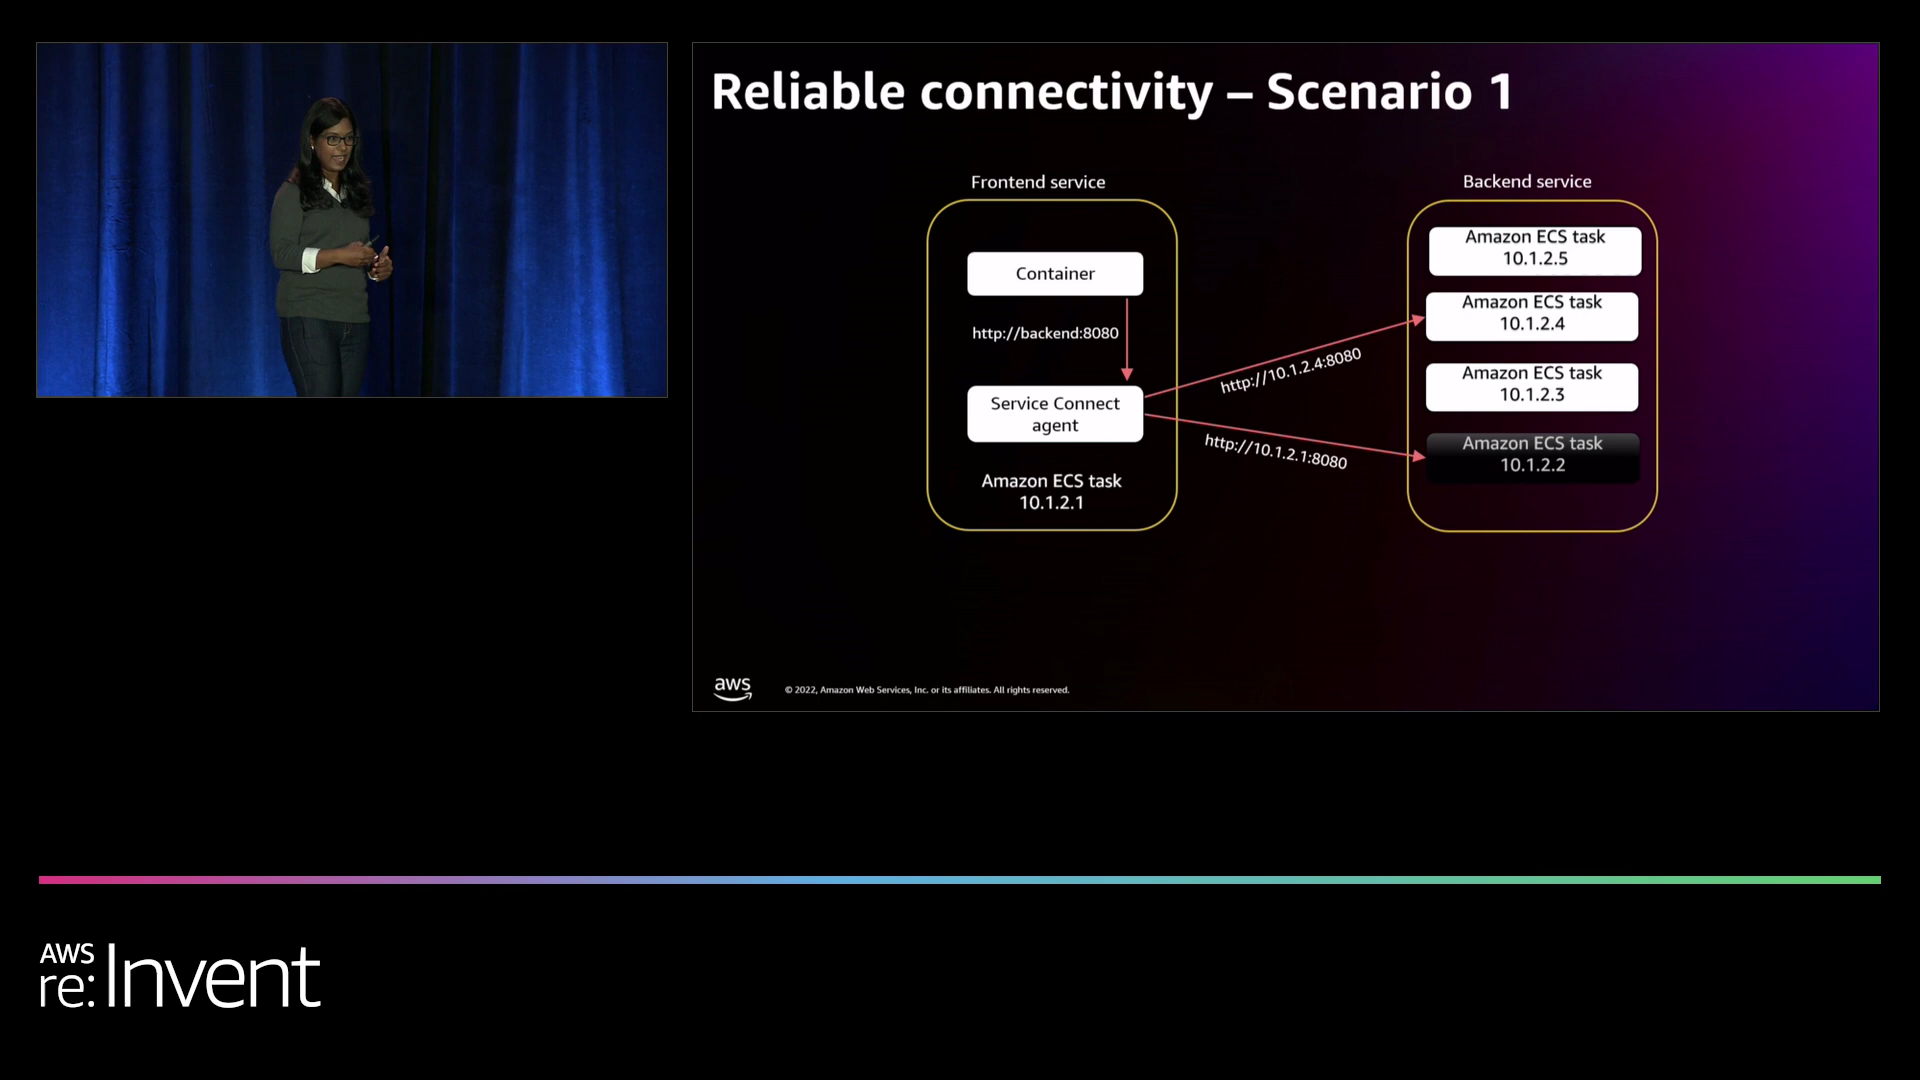 Reliable connectivity – Scenario 1
Frontend service
Container
http://backend:8080
Service Connect
agent
Amazon ECS task
10.1.2.1
http://10.1.2.4:8080
http://10.1.2.1:8080
Backend service
Amazon ECS task
10.1.2.5
Amazon ECS task
10.1.2.4
Amazon ECS task
10.1.2.3
Amazon ECS task
10.1.2.2
aws
© 2022, Amazon Web Services, Inc. or its affiliates. All rights reserved.
AWS
re:Invent